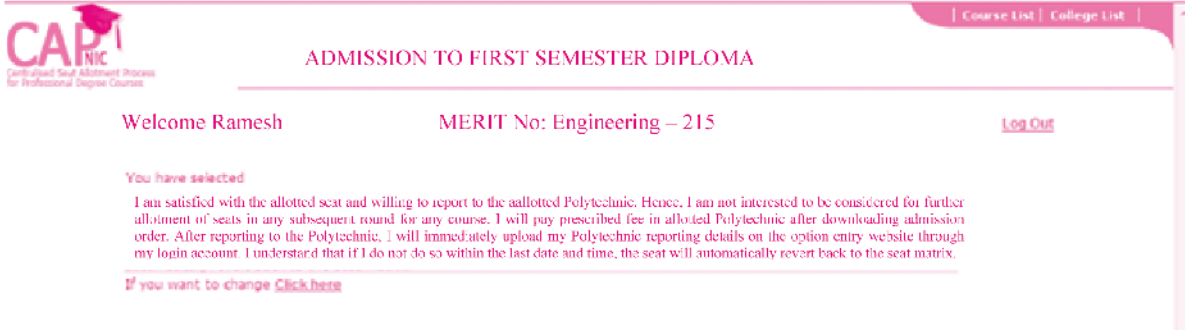 Course List | College List |
CAP
NIC
Centralised Seat Allotment Process
for Professional Degree Courses
ADMISSION TO FIRST SEMESTER DIPLOMA
Welcome Ramesh
MERIT No: Engineering – 215
Log Out
You have selected
I am satisfied with the allotted seat and willing to report to the aallotted Polytechnic. Hence, I am not interested to be considered for further
allotment of seats in any subsequent round for any course. I will pay prescribed fee in allotted Polytechnic after downloading admission
order. After reporting to the Polytechnic, I will immediately upload my Polytechnic reporting details on the option entry website through
my login account. I understand that if I do not do so within the last date and time, the seat will automatically revert back to the seat matrix.
If you want to change Click here